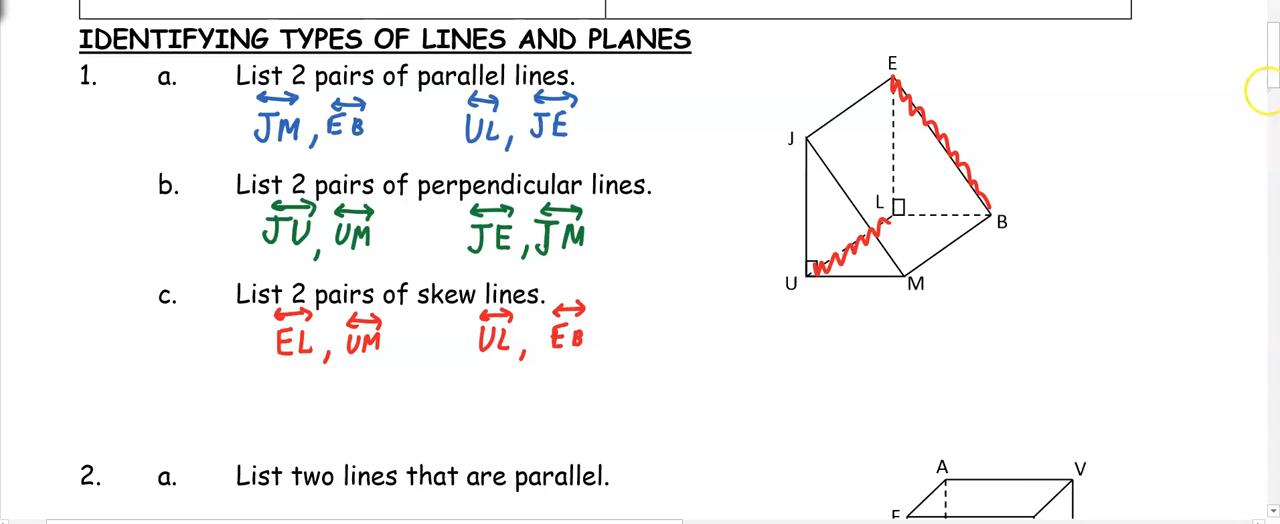 IDENTIFYING TYPES OF LINES AND PLANES
1. a. List 2 pairs of parallel lines.
JM, EB UL, JE
b. List 2 pairs of perpendicular lines.
JU, UM JE, JM
c. List 2 pairs of skew lines.
EL, UM UL, EB
E
J
L
B
U
M
2. a. List two lines that are parallel.
A
V